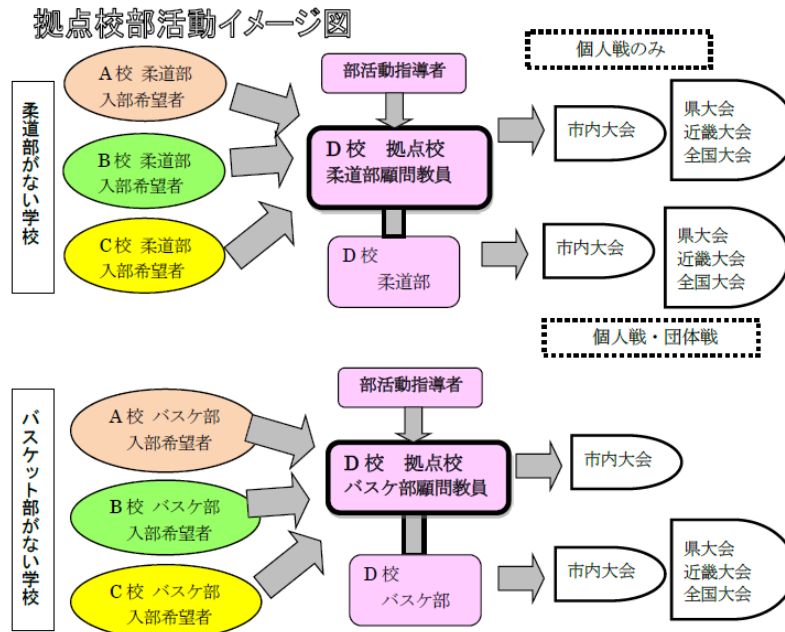 拠点校部活動イメージ図
個人戦のみ
柔道部がない学校
A校 柔道部
入部希望者
B校 柔道部
入部希望者
C校 柔道部
入部希望者
部活動指導者
D校 拠点校
柔道部顧問教員
D校
柔道部
市内大会
県大会
近畿大会
全国大会
市内大会
県大会
近畿大会
全国大会
個人戦・団体戦
バスケット部がない学校
A校 バスケ部
入部希望者
B校 バスケ部
入部希望者
C校 バスケ部
入部希望者
部活動指導者
D校 拠点校
バスケ部顧問教員
D校
バスケ部
市内大会
市内大会
県大会
近畿大会
全国大会